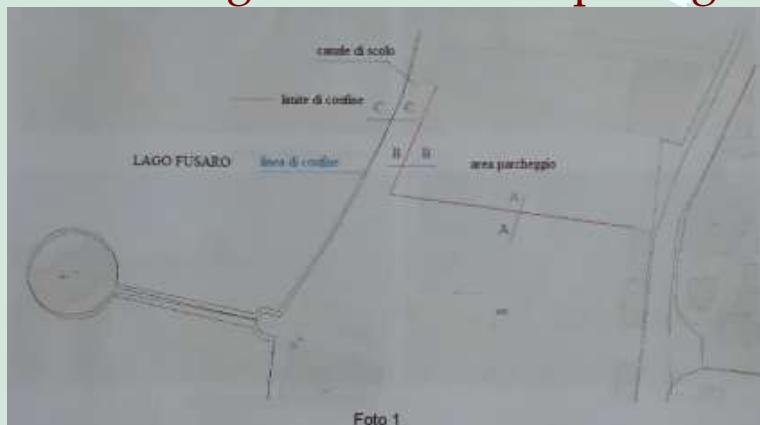 canale di scolo
limite di confine
C C
LAGO FUSARO linea di confine
B B
area parcheggio
A
A
Foto 1